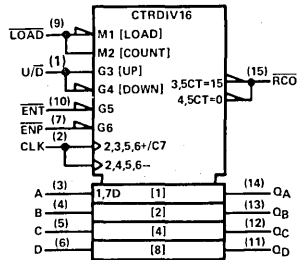 CTRDIV16
LOAD (9) M1 [LOAD]
M2 [COUNT]
U/D (1) G3 [UP]
G4 [DOWN]
3,5CT=15 (15) RCO
4,5CT=0
ENT (10) G5
ENP (7) G6
CLK (2) 2,3,5,6+/C7
2,4,5,6–
A (3) 1,7D [1] (14) QA
B (4) [2] (13) QB
C (5) [4] (12) QC
D (6) [8] (11) QD